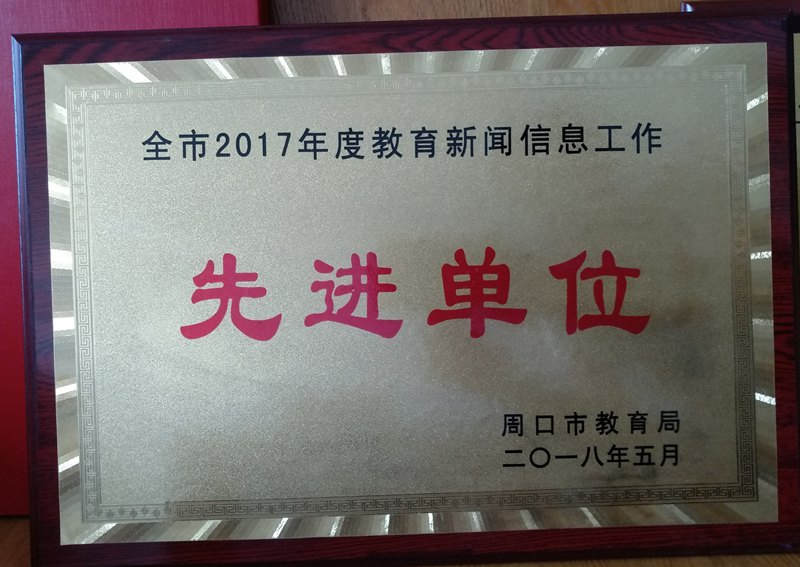 全市2017年度教育新闻信息工作
先进单位
周口市教育局
二〇一八年五月